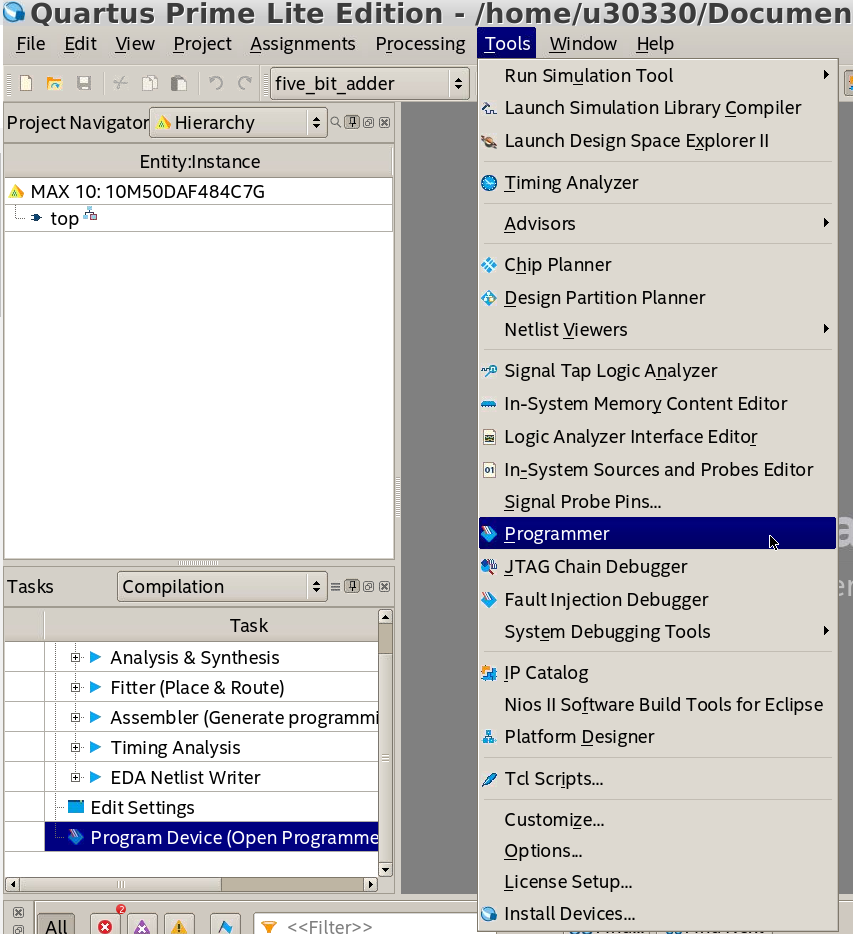 Quartus Prime Lite Edition - /home/u30330/Documen
File Edit View Project Assignments Processing Tools Window Help
five_bit_adder
Project Navigator Hierarchy
Entity:Instance
MAX 10: 10M50DAF484C7G
top
Run Simulation Tool
Launch Simulation Library Compiler
Launch Design Space Explorer II
Timing Analyzer
Advisors
Chip Planner
Design Partition Planner
Netlist Viewers
Signal Tap Logic Analyzer
In-System Memory Content Editor
Logic Analyzer Interface Editor
In-System Sources and Probes Editor
Signal Probe Pins...
Programmer
JTAG Chain Debugger
Fault Injection Debugger
System Debugging Tools
IP Catalog
Nios II Software Build Tools for Eclipse
Platform Designer
Tcl Scripts...
Customize...
Options...
License Setup...
Install Devices...
Tasks Compilation
Task
Analysis & Synthesis
Fitter (Place & Route)
Assembler (Generate programmi
Timing Analysis
EDA Netlist Writer
Edit Settings
Program Device (Open Programme
All 2 <<Filter>>